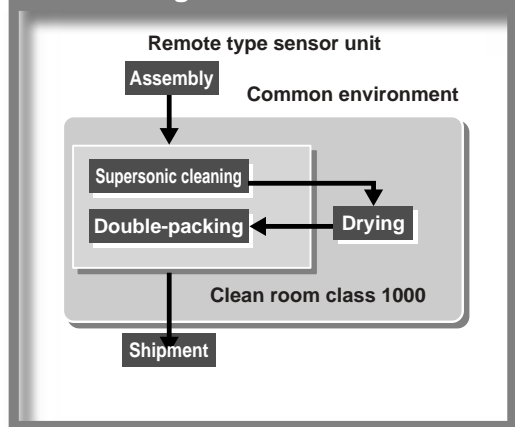 Remote type sensor unit
Assembly
Common environment
Supersonic cleaning
Double-packing
Drying
Clean room class 1000
Shipment